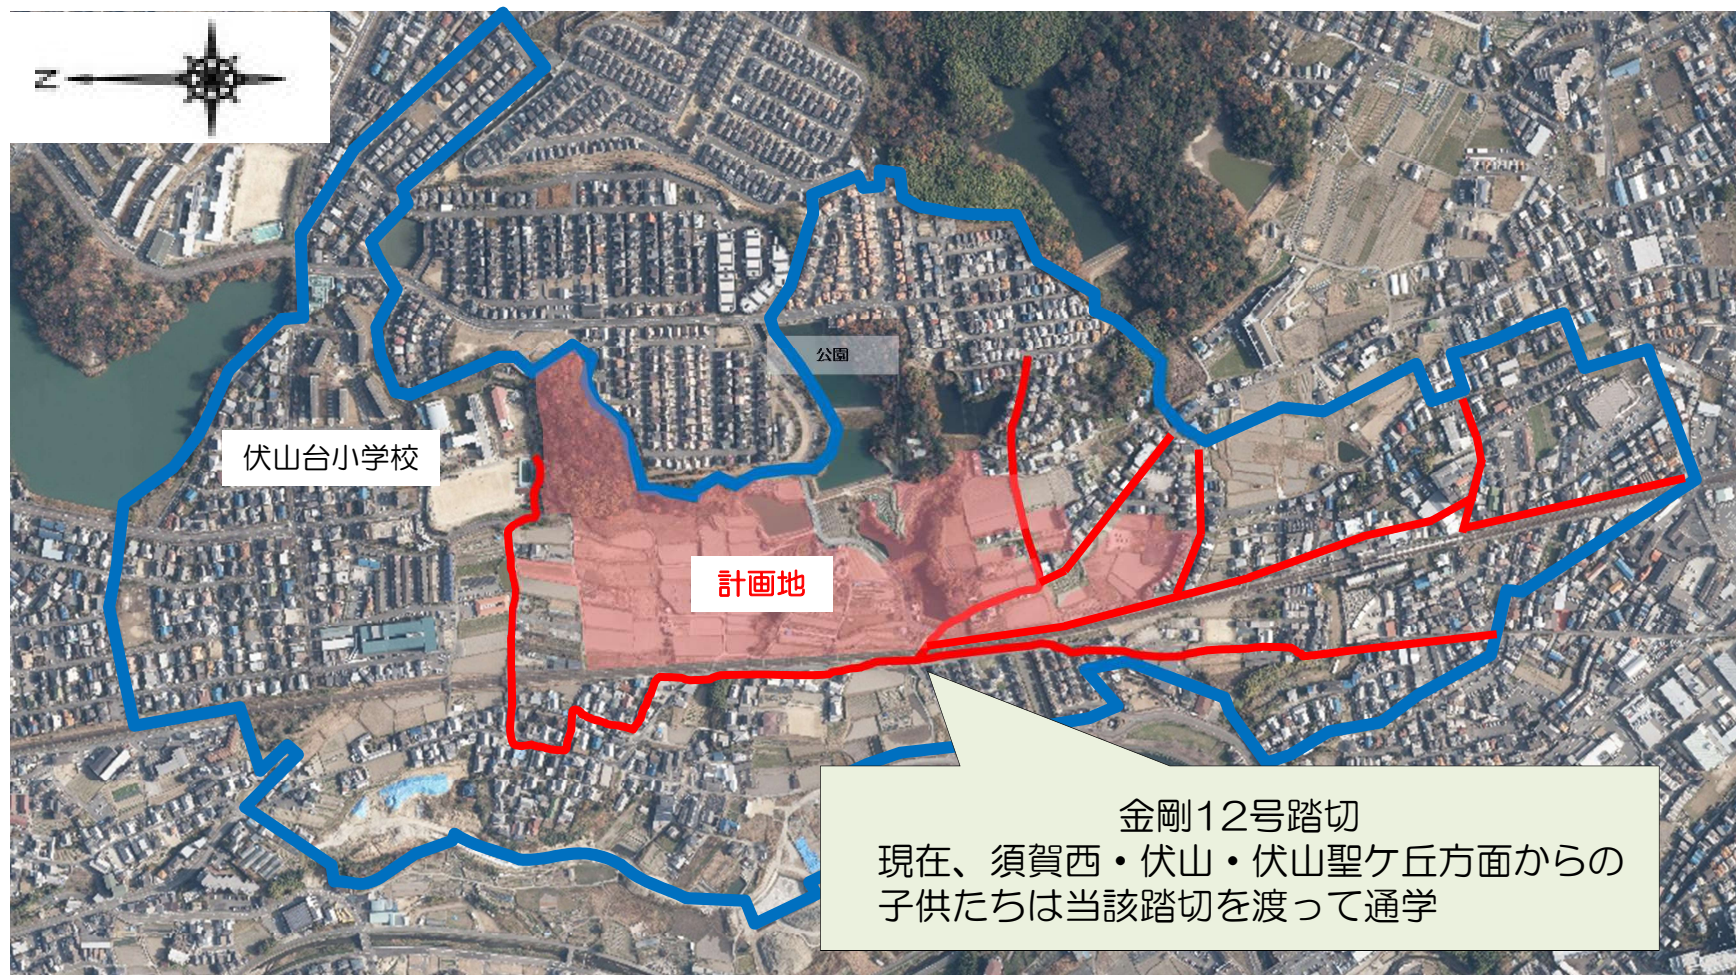 N
公園
伏山台小学校
計画地
金剛12号踏切
現在、須賀西・伏山・伏山聖ケ丘方面からの
子供たちは当該踏切を渡って通学